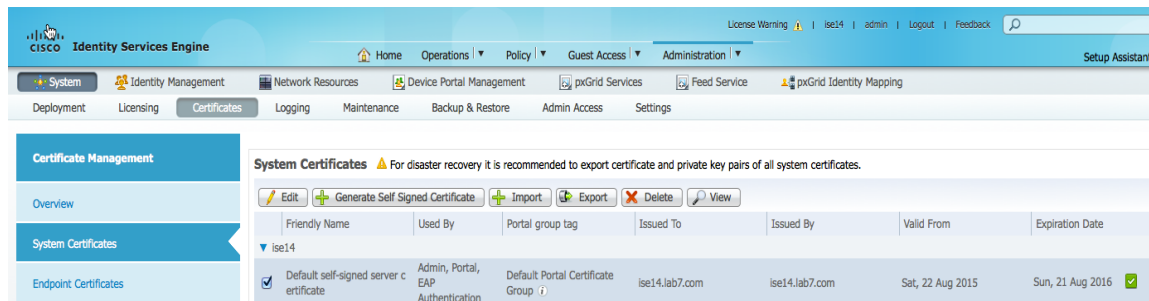 License Warning | ise14 | admin | Logout | Feedback
CISCO Identity Services Engine
Home Operations | Policy | Guest Access | Administration |
Setup Assistant
System Identity Management Network Resources Device Portal Management pxGrid Services Feed Service pxGrid Identity Mapping
Deployment Licensing Certificates Logging Maintenance Backup & Restore Admin Access Settings
Certificate Management
Overview
System Certificates
Endpoint Certificates
System Certificates For disaster recovery it is recommended to export certificate and private key pairs of all system certificates.
Edit Generate Self Signed Certificate Import Export Delete View
Friendly Name Used By Portal group tag Issued To Issued By Valid From Expiration Date
ise14
Default self-signed server c
ertificate
Admin, Portal,
EAP
Authentication
Default Portal Certificate
Group i
ise14.lab7.com ise14.lab7.com Sat, 22 Aug 2015 Sun, 21 Aug 2016